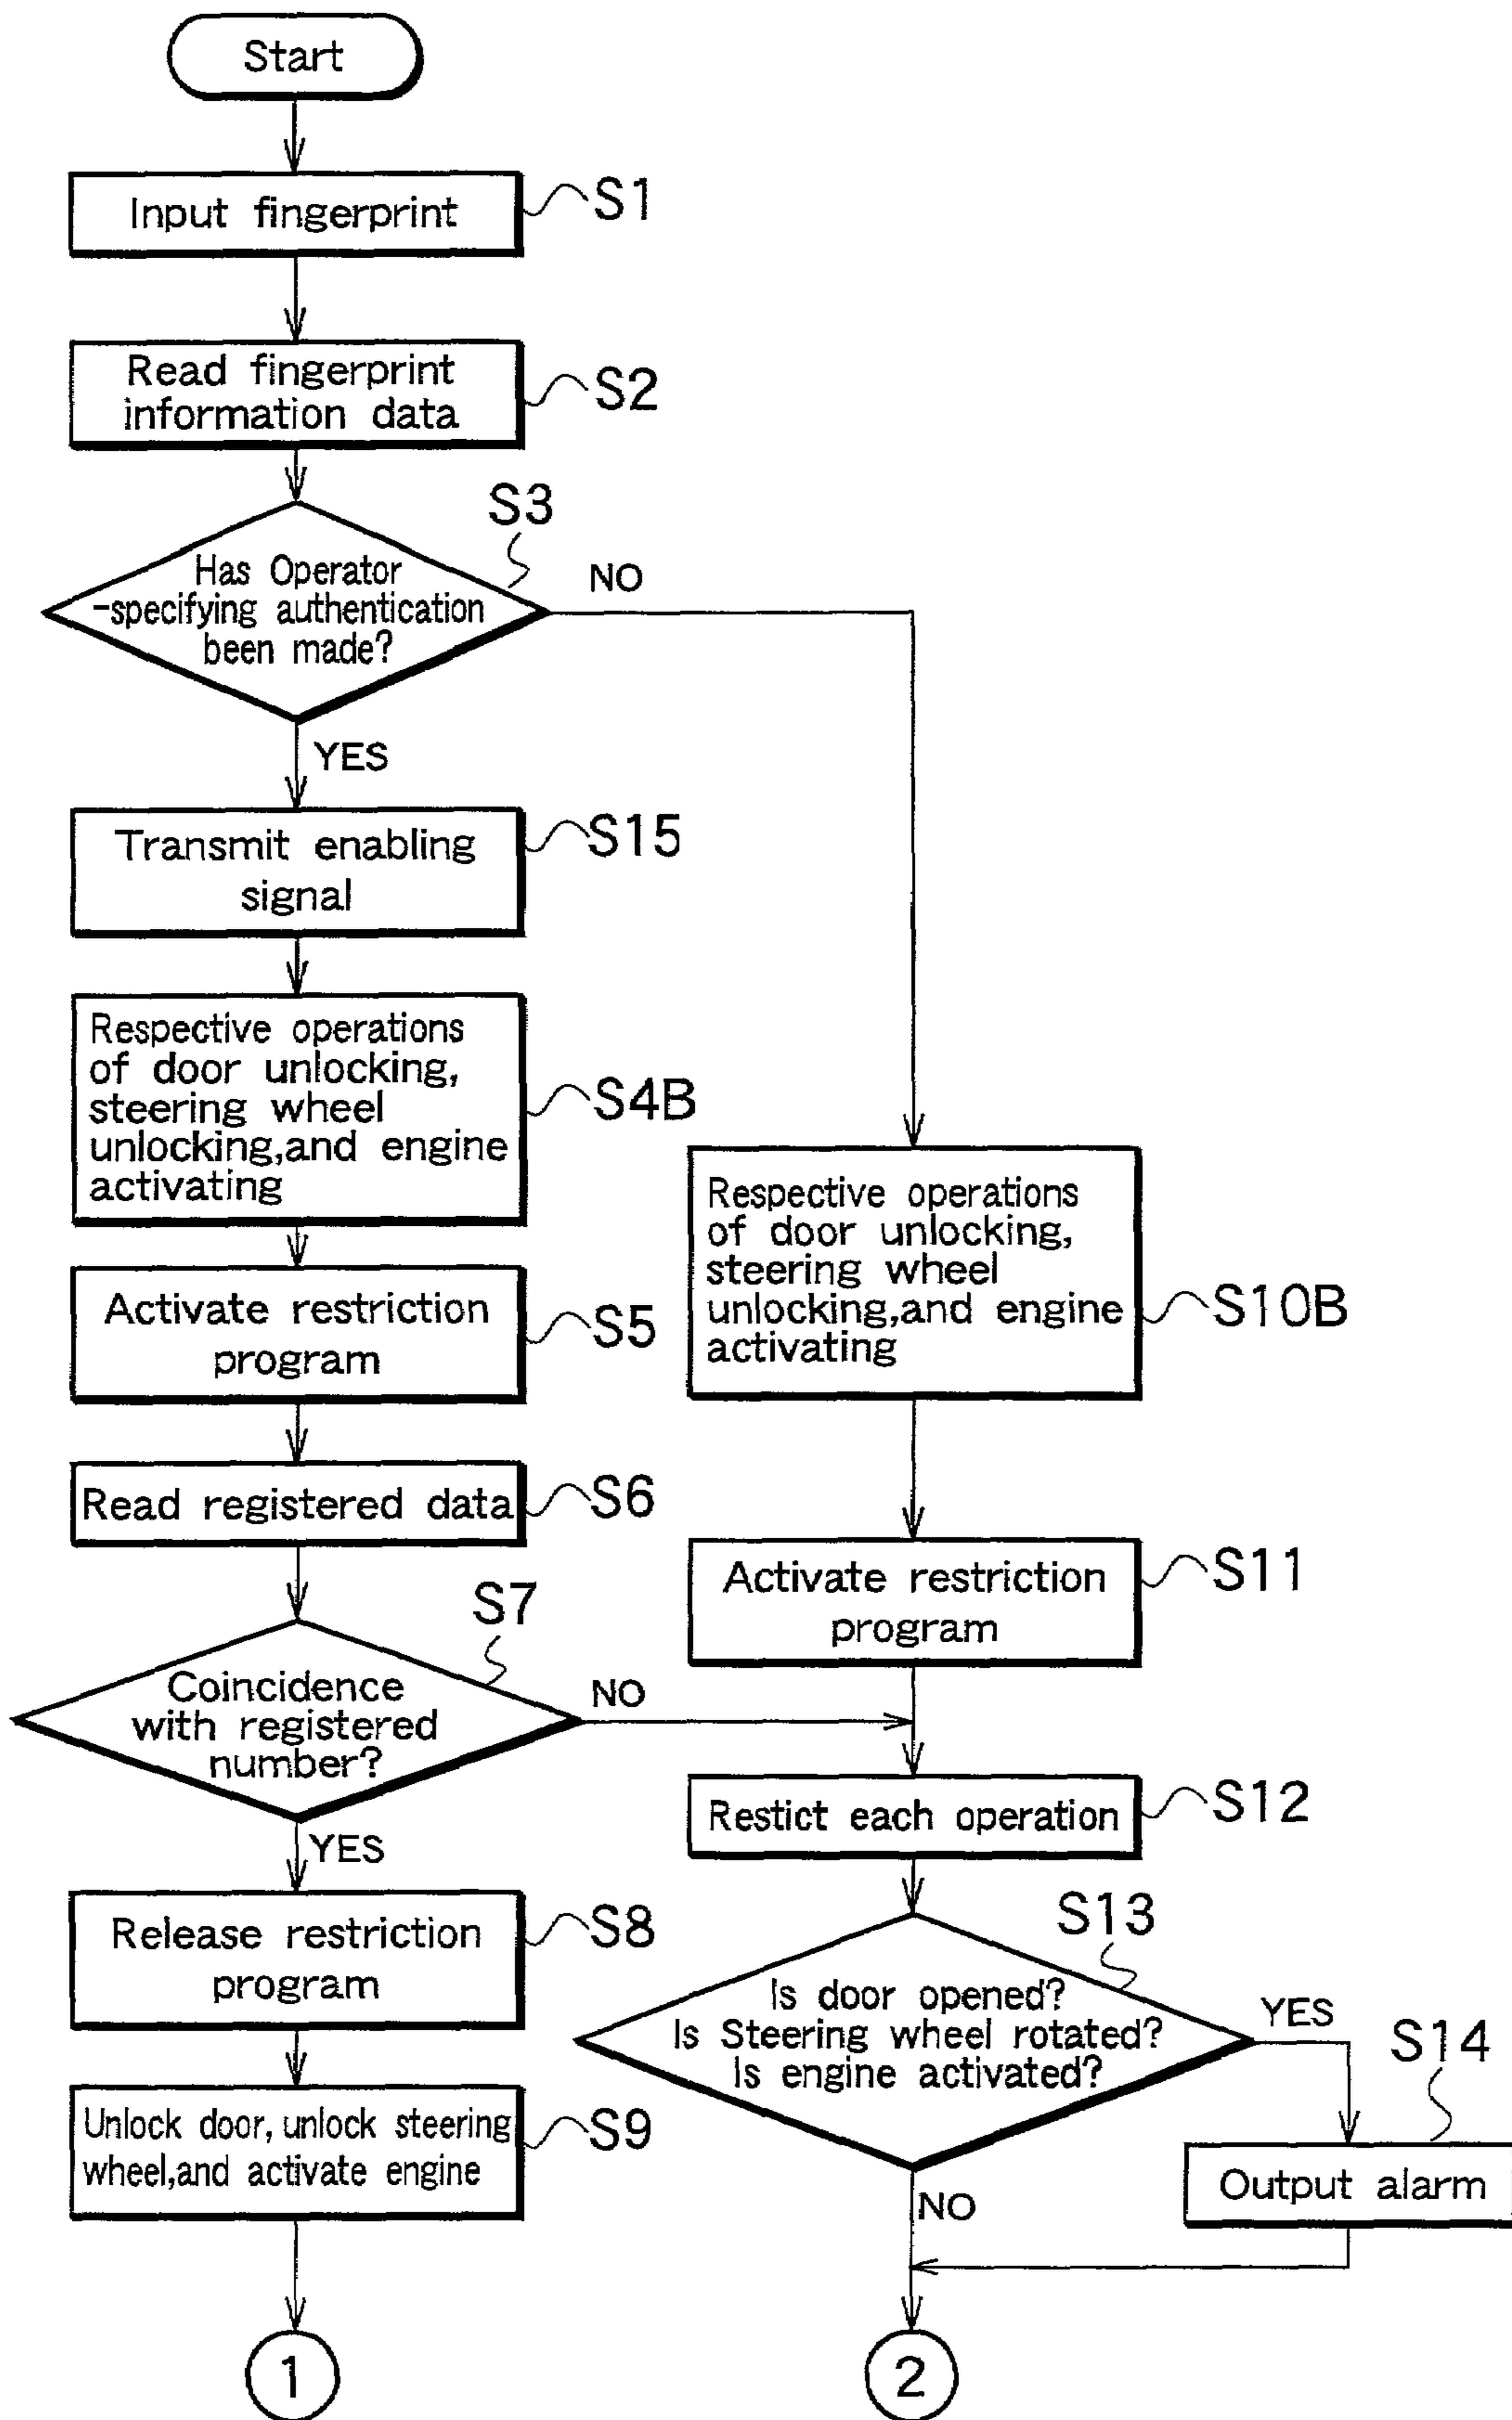 Start
Input fingerprint
S1
Read fingerprint
information data
S2
S3
Has Operator
-specifying authentication
been made?
NO
YES
Transmit enabling
signal
S15
Respective operations
of door unlocking,
steering wheel
unlocking,and engine
activating
S4B
Respective operations
of door unlocking,
steering wheel
unlocking,and engine
activating
S10B
Activate restriction
program
S5
Read registered data
S6
Activate restriction
program
S11
S7
Coincidence
with registered
number?
NO
YES
Restict each operation
S12
Release restriction
program
S8
S13
Is door opened?
Is Steering wheel rotated?
Is engine activated?
YES
NO
S14
Output alarm
Unlock door, unlock steering
wheel,and activate engine
S9
1
2